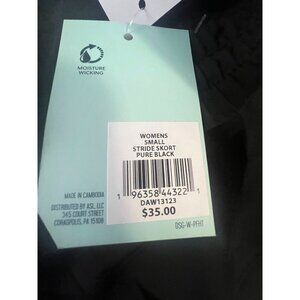 MOISTURE
WICKING
WOMENS
SMALL
STRIDE SKORT
PURE BLACK
1 96358 44322 1
DAW13123
$35.00
MADE IN CAMBODIA
DISTRIBUTED BY ASL, LLC
345 COURT STREET
CORAOPOLIS, PA 15108
DSG-W-PFHT